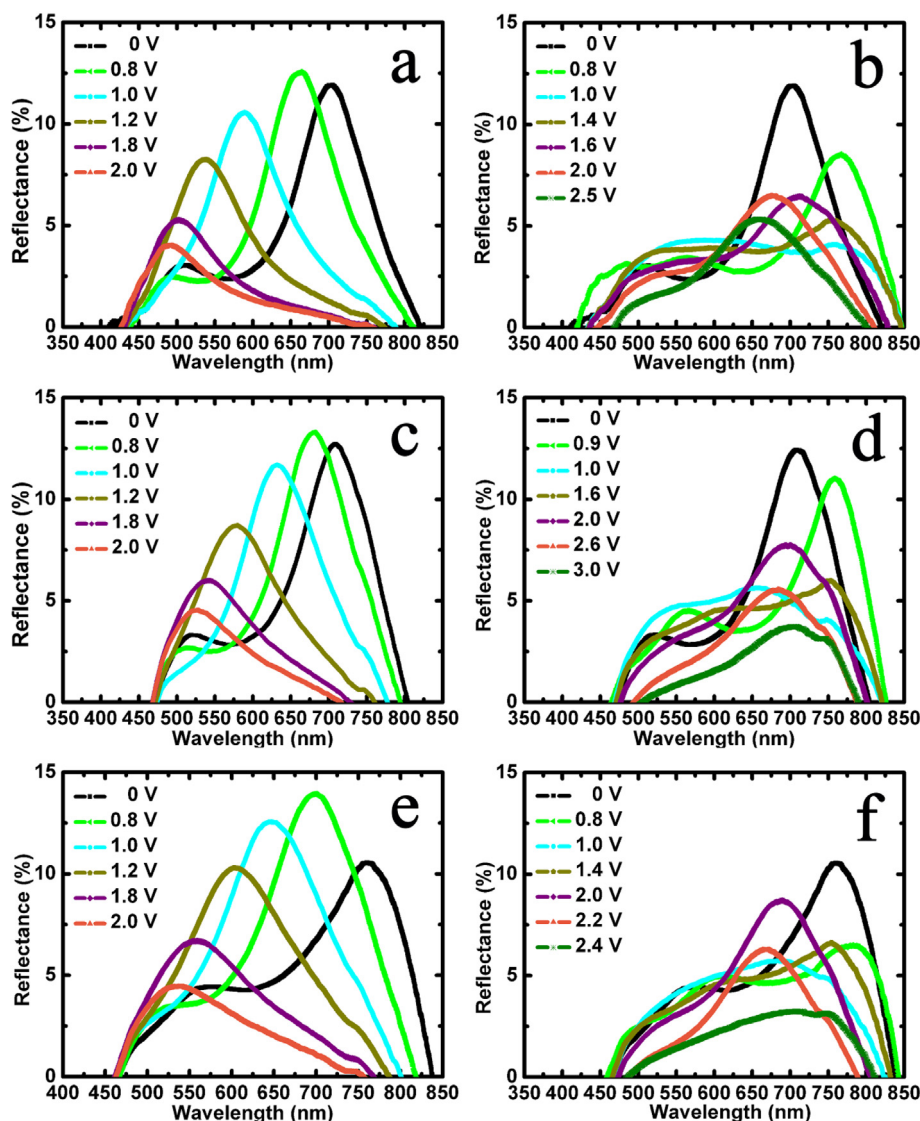 a
0 V
0.8 V
1.0 V
1.2 V
1.8 V
2.0 V
Reflectance (%)
15
10
5
0
350 400 450 500 550 600 650 700 750 800 850
Wavelength (nm)
b
0 V
0.8 V
1.0 V
1.4 V
1.6 V
2.0 V
2.5 V
Reflectance (%)
15
10
5
0
350 400 450 500 550 600 650 700 750 800 850
Wavelength (nm)
c
0 V
0.8 V
1.0 V
1.2 V
1.8 V
2.0 V
Reflectance (%)
15
10
5
0
350 400 450 500 550 600 650 700 750 800 850
Wavelength (nm)
d
0 V
0.9 V
1.0 V
1.6 V
2.0 V
2.6 V
3.0 V
Reflectance (%)
15
10
5
0
350 400 450 500 550 600 650 700 750 800 850
Wavelength (nm)
e
0 V
0.8 V
1.0 V
1.2 V
1.8 V
2.0 V
Reflectance (%)
15
10
5
0
400 450 500 550 600 650 700 750 800 850
Wavelength (nm)
f
0 V
0.8 V
1.0 V
1.4 V
2.0 V
2.2 V
2.4 V
Reflectance (%)
15
10
5
0
350 400 450 500 550 600 650 700 750 800 850
Wavelength (nm)